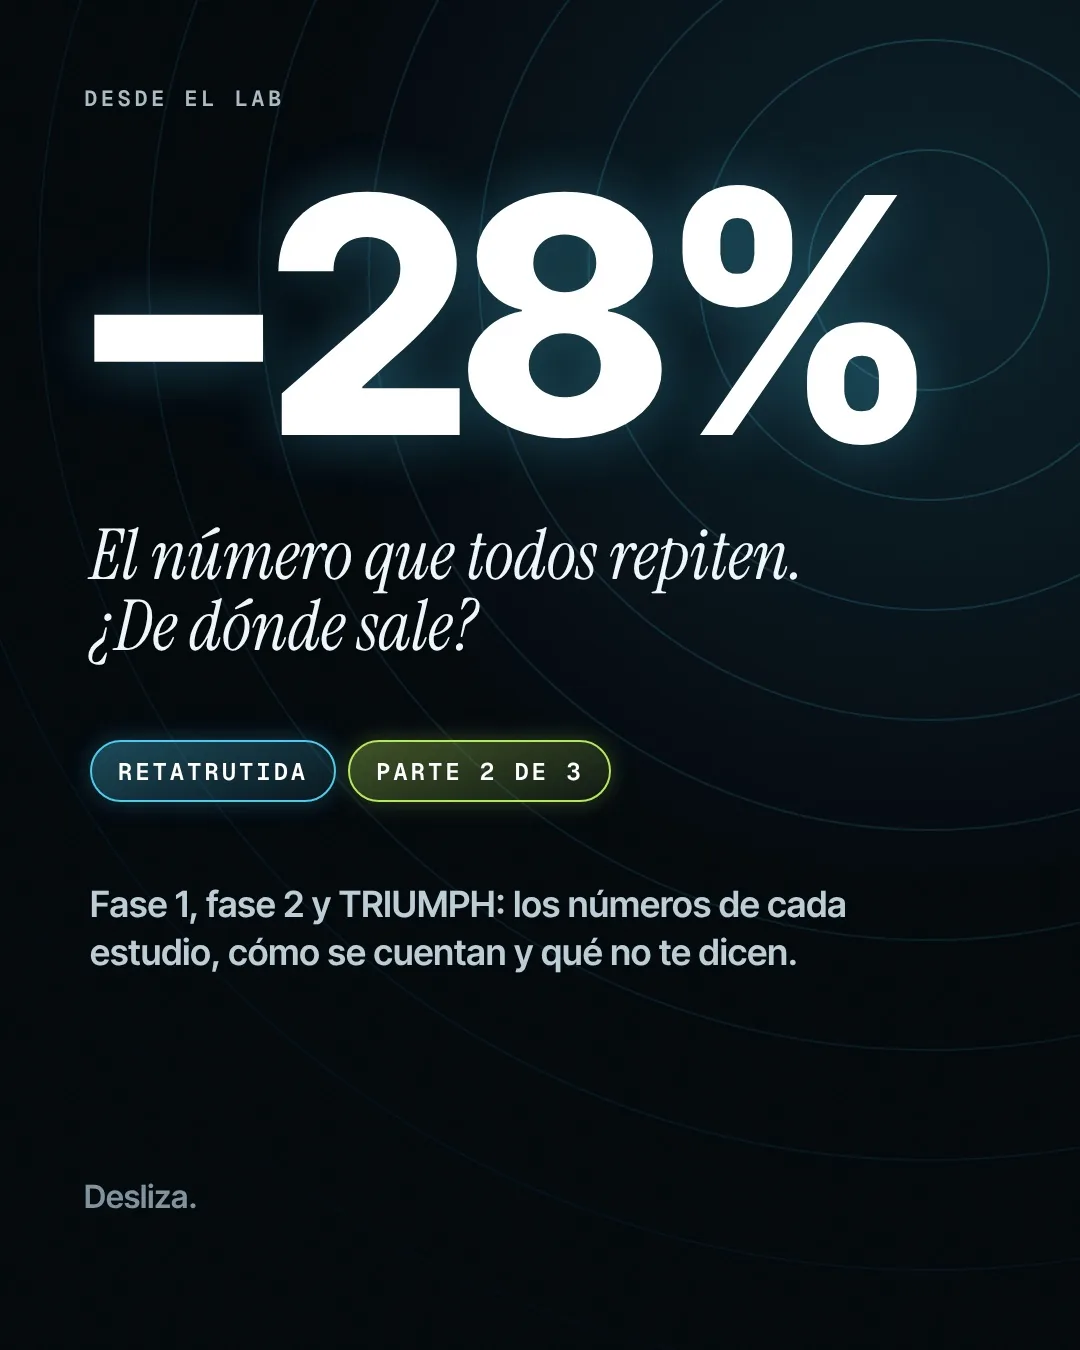 DESDE EL LAB
–28%
El número que todos repiten.
¿De dónde sale?
RETATRUTIDA
PARTE 2 DE 3
Fase 1, fase 2 y TRIUMPH: los números de cada
estudio, cómo se cuentan y qué no te dicen.
Desliza.